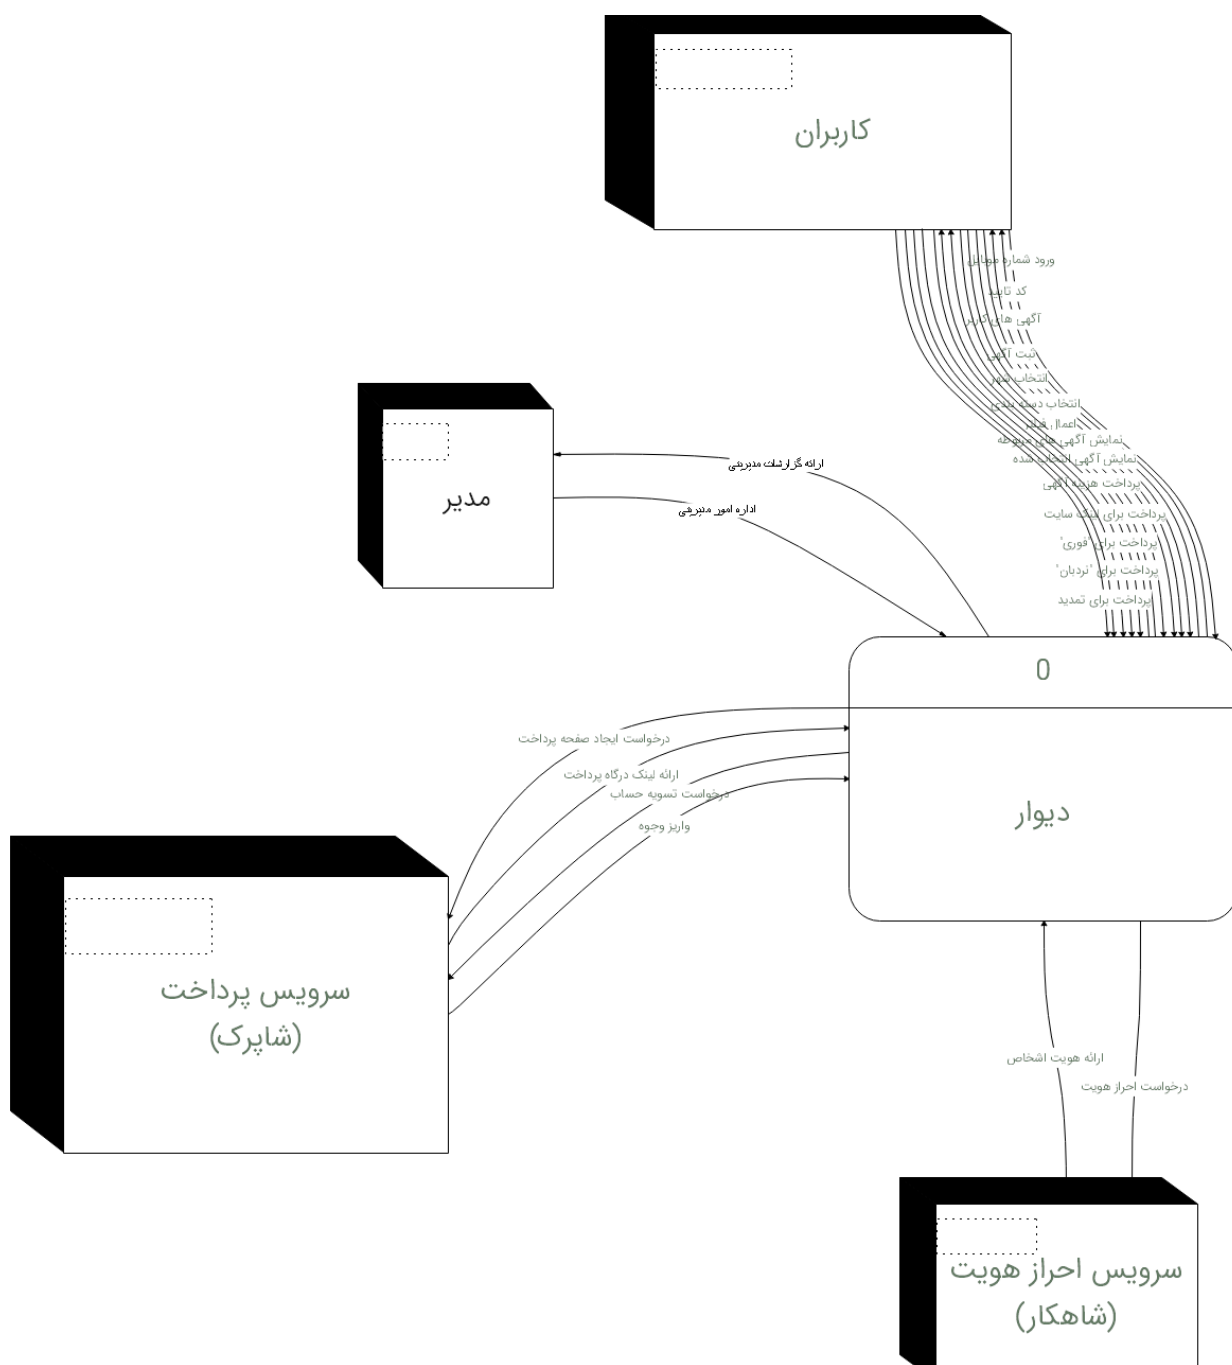 کاربران
ورود شماره موبایل
کد تایید
آگهی های کاربر
ثبت آگهی
انتخاب شهر
انتخاب دسته بندی
اعمال فیلتر
نمایش آگهی های مربوطه
نمایش آگهی انتخاب شده
پرداخت هزینه آگهی
پرداخت برای لینک سایت
پرداخت برای 'فوری'
پرداخت برای 'نردبان'
پرداخت برای تمدید
مدیر
ارائه گزارشات مدیریتی
اداره امور مدیریتی
0
دیوار
درخواست ایجاد صفحه پرداخت
ارائه لینک درگاه پرداخت
درخواست تسویه حساب
واریز وجوه
سرویس پرداخت
(شاپرک)
ارائه هویت اشخاص
درخواست احراز هویت
سرویس احراز هویت
(شاهکار)